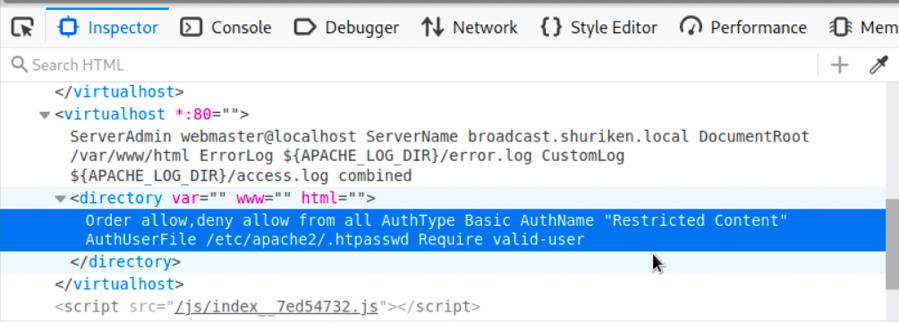 Inspector Console Debugger Network Style Editor Performance Mem
Search HTML
</virtualhost>
<virtualhost *:80="">
ServerAdmin webmaster@localhost ServerName broadcast.shuriken.local DocumentRoot
/var/www/html ErrorLog ${APACHE_LOG_DIR}/error.log CustomLog
${APACHE_LOG_DIR}/access.log combined
<directory var="" www="" html="">
Order allow,deny allow from all AuthType Basic AuthName "Restricted Content"
AuthUserFile /etc/apache2/.htpasswd Require valid-user
</directory>
</virtualhost>
<script src="/js/index__7ed54732.js"></script>